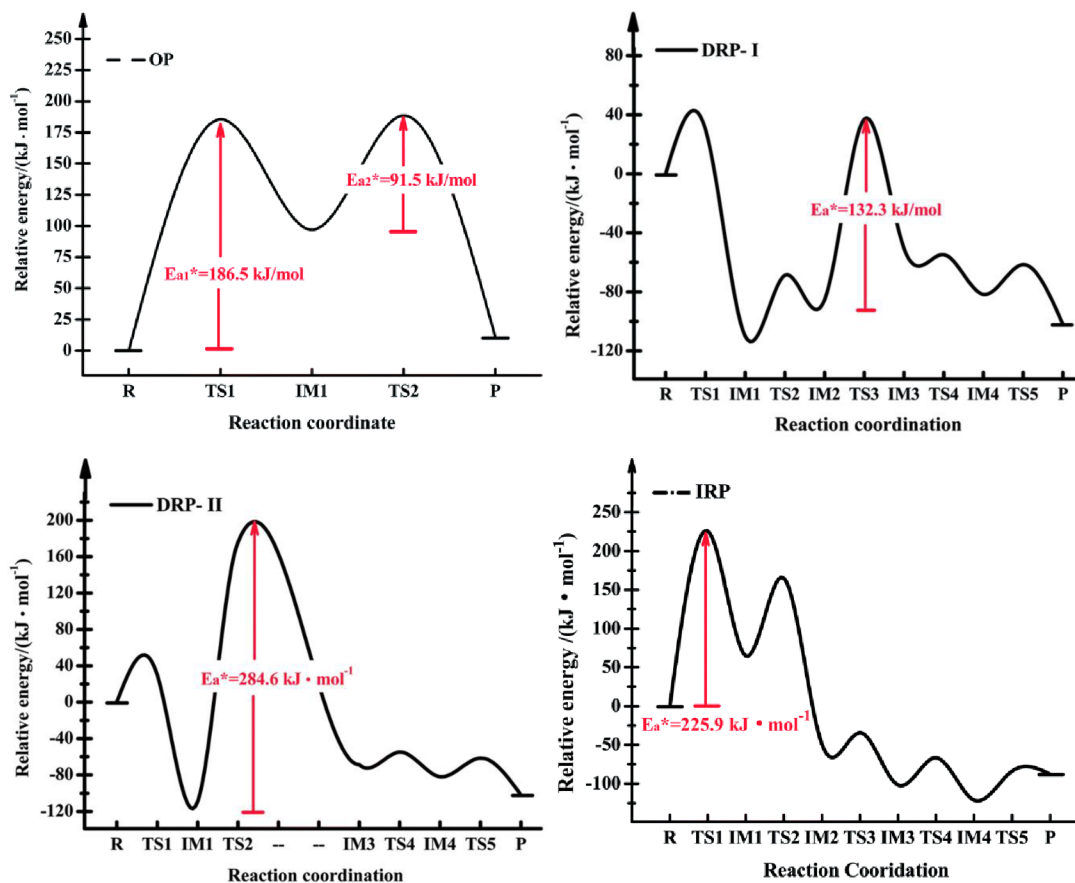 OP
Relative energy/(kJ · mol⁻¹)
250
225
200
175
150
125
100
75
50
25
0
Ea1*=186.5 kJ/mol
Ea2*=91.5 kJ/mol
R TS1 IM1 TS2 P
Reaction coordinate
DRP- I
Relative energy/(kJ · mol⁻¹)
80
40
0
-40
-80
-120
Ea*=132.3 kJ/mol
R TS1 IM1 TS2 IM2 TS3 IM3 TS4 IM4 TS5 P
Reaction coordination
DRP- II
Relative energy/(kJ · mol⁻¹)
200
160
120
80
40
0
-40
-80
-120
Ea*=284.6 kJ · mol⁻¹
R TS1 IM1 TS2 -- -- IM3 TS4 IM4 TS5 P
Reaction coordination
IRP
Relative energy /(kJ • mol⁻¹)
250
200
150
100
50
0
-50
-100
Ea*=225.9 kJ • mol⁻¹
R TS1 IM1 TS2 IM2 TS3 IM3 TS4 IM4 TS5 P
Reaction Cooridation